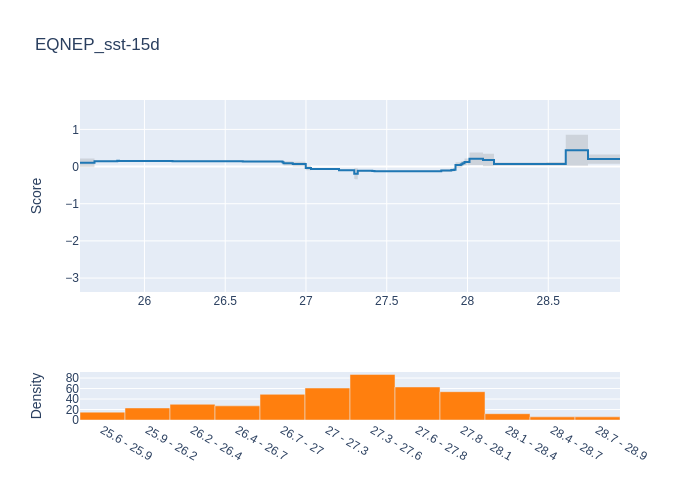 EQNEP_sst-15d
Score
1
0
−1
−2
−3
26
26.5
27
27.5
28
28.5
Density
80
60
40
20
0
25.6 - 25.9
25.9 - 26.2
26.2 - 26.4
26.4 - 26.7
26.7 - 27
27 - 27.3
27.3 - 27.6
27.6 - 27.8
27.8 - 28.1
28.1 - 28.4
28.4 - 28.7
28.7 - 28.9